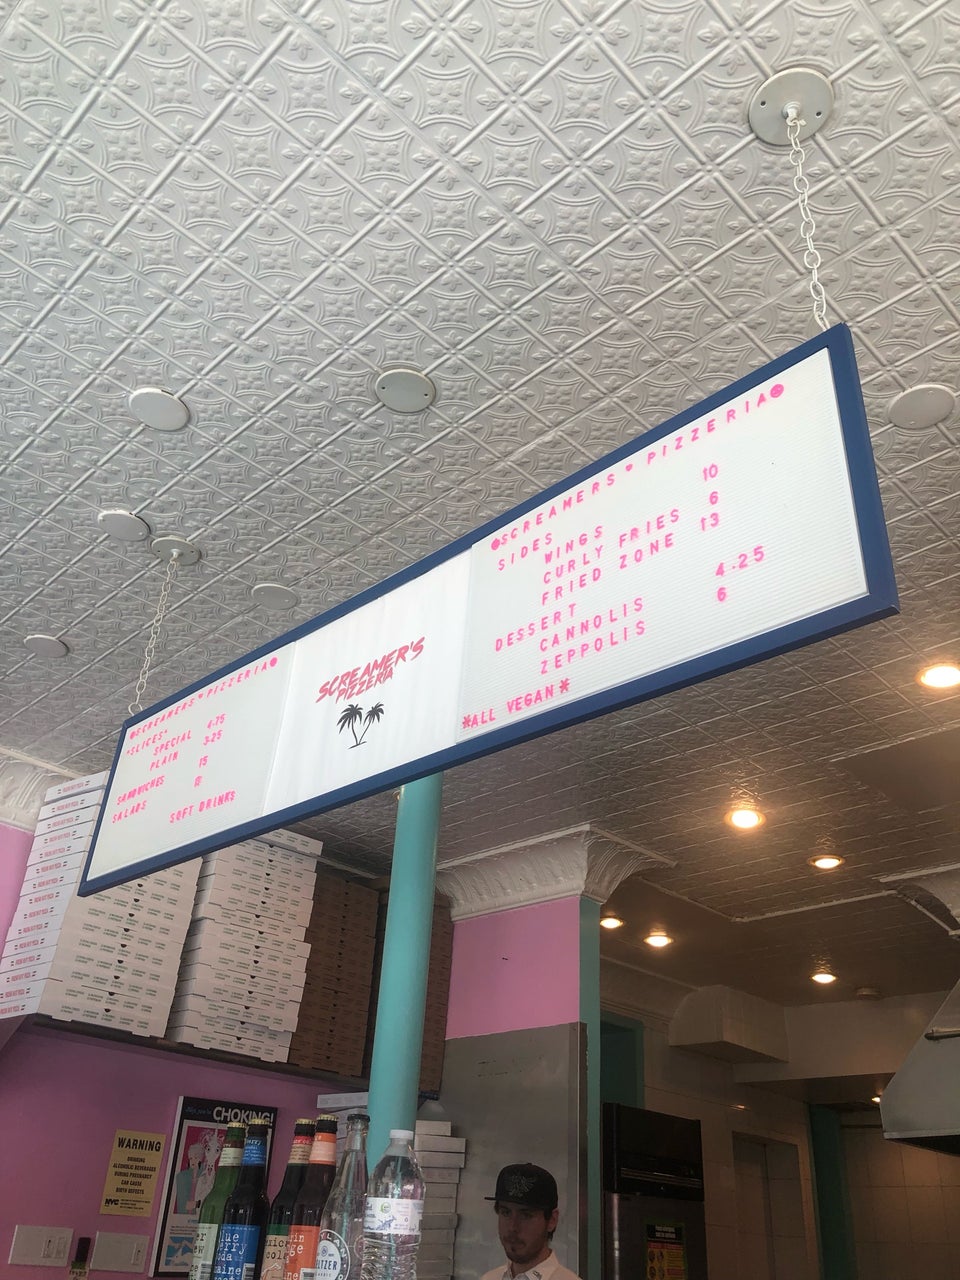 SCREAMERS ♥ PIZZERIA
*SLICES*
SPECIAL 4.75
PLAIN 3.25
SANDWICHES 15
SALADS
SOFT DRINKS
SCREAMER'S
PIZZERIA
SCREAMERS ♥ PIZZERIA
SIDES
WINGS 10
CURLY FRIES 6
FRIED ZONE 13
DESSERT
CANNOLIS 4.25
ZEPPOLIS 6
*ALL VEGAN*
CHOKING!
WARNING
DRINKING
ALCOHOLIC BEVERAGES
DURING PREGNANCY
CAN CAUSE
BIRTH DEFECTS
NYC
SELTZER